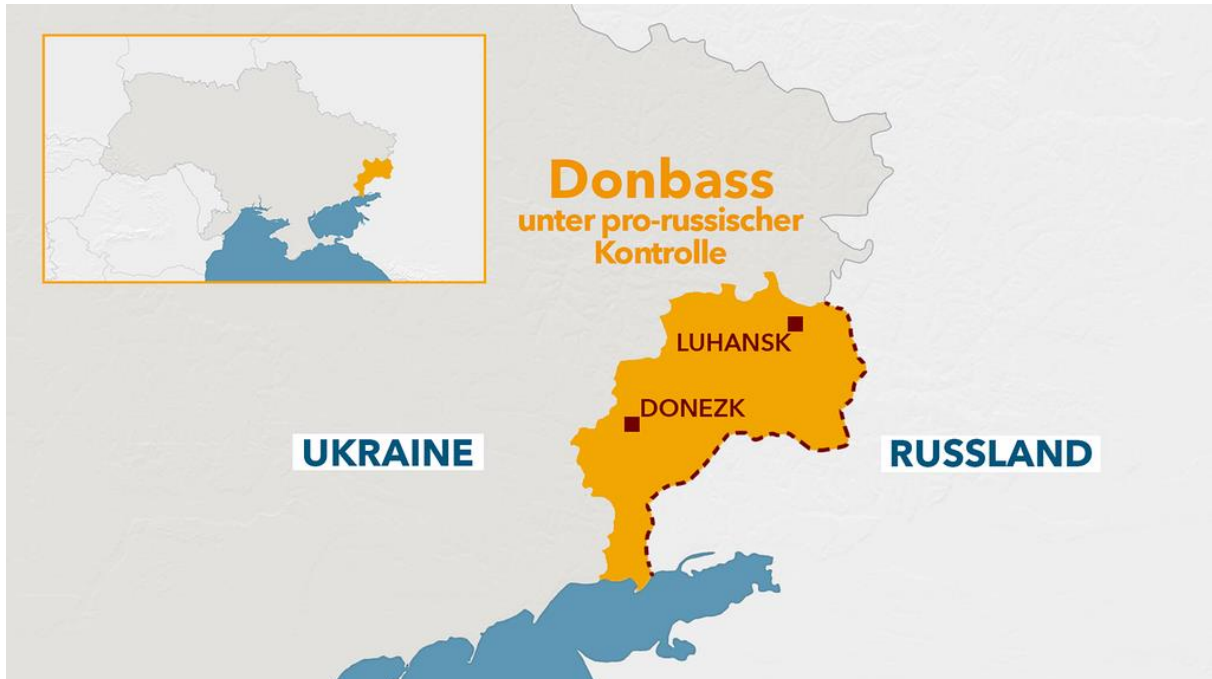 Donbass
unter pro-russischer
Kontrolle
LUHANSK
DONEZK
UKRAINE
RUSSLAND